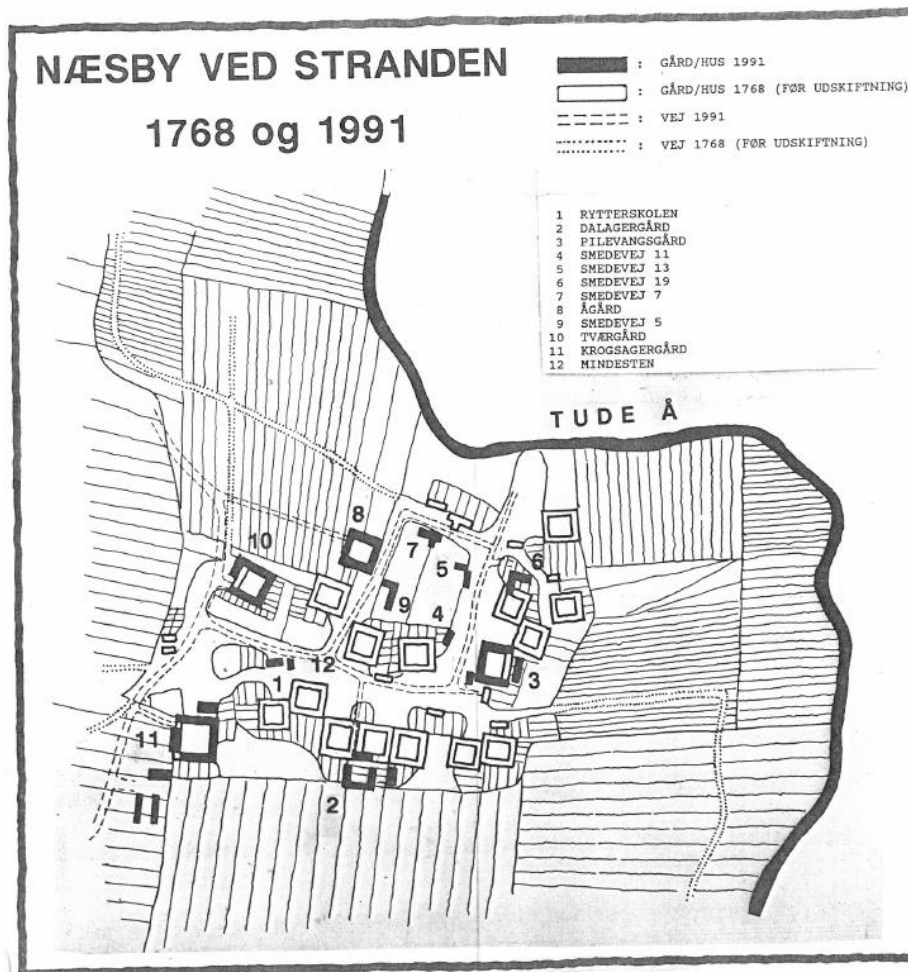 NÆSBY VED STRANDEN
1768 og 1991
: GÅRD/HUS 1991
: GÅRD/HUS 1768 (FØR UDSKIFTNING)
: VEJ 1991
: VEJ 1768 (FØR UDSKIFTNING)
1 RYTTERSKOLEN
2 DALAGERGÅRD
3 PILEVANGSGÅRD
4 SMEDEVEJ 11
5 SMEDEVEJ 13
6 SMEDEVEJ 19
7 SMEDEVEJ 7
8 ÅGÅRD
9 SMEDEVEJ 5
10 TVÆRGÅRD
11 KROGSAGERGÅRD
12 MINDESTEN
TUDE Å
8
7
10
5
6
9
4
12
3
1
11
2